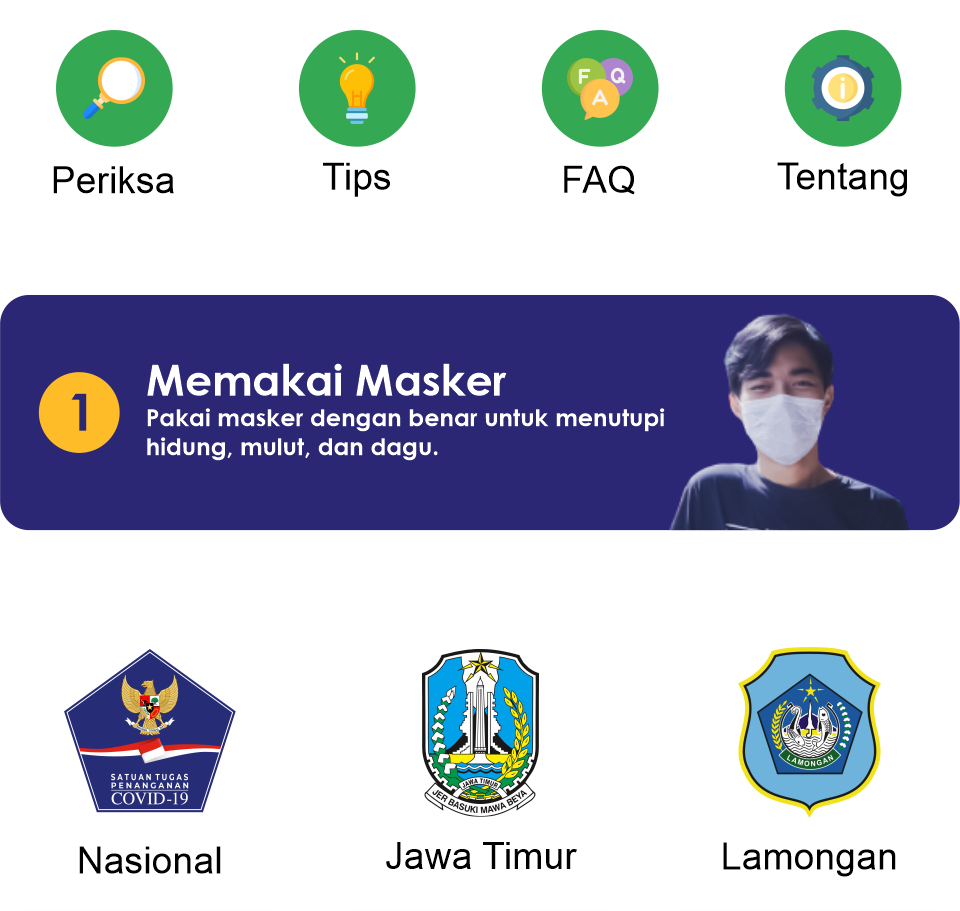 F Q
A
i
H
Periksa
Tips
FAQ
Tentang
1
Memakai Masker
Pakai masker dengan benar untuk menutupi
hidung, mulut, dan dagu.
SATUAN TUGAS
PENANGANAN
COVID-19
JAWA TIMUR
JER BASUKI MAWA BEYA
LAMONGAN
Nasional
Jawa Timur
Lamongan